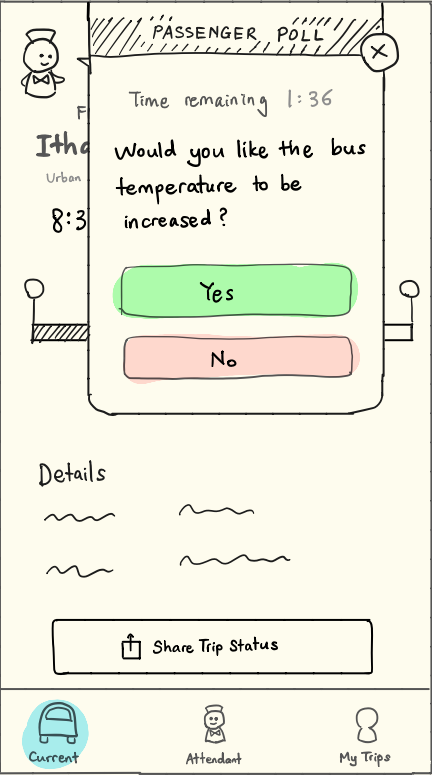 PASSENGER POLL
Time remaining 1:36
Would you like the bus
temperature to be
increased?
Yes
No
Urban
8:3
Details
Share Trip Status
Current
Attendant
My Trips